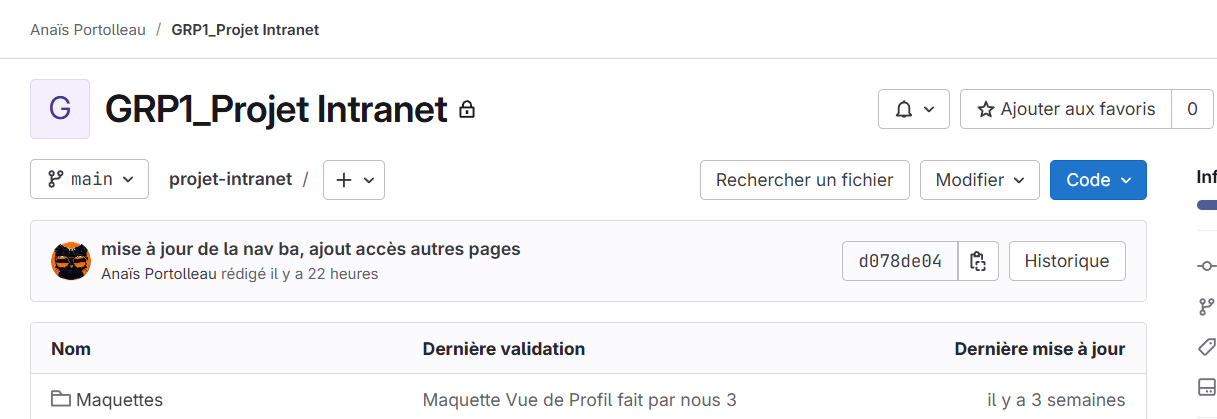 Anaïs Portolleau / GRP1_Projet Intranet
G GRP1_Projet Intranet
Ajouter aux favoris 0
main projet-intranet / + Rechercher un fichier Modifier Code
mise à jour de la nav ba, ajout accès autres pages
Anaïs Portolleau rédigé il y a 22 heures
d078de04 Historique
Nom Dernière validation Dernière mise à jour
Maquettes Maquette Vue de Profil fait par nous 3 il y a 3 semaines